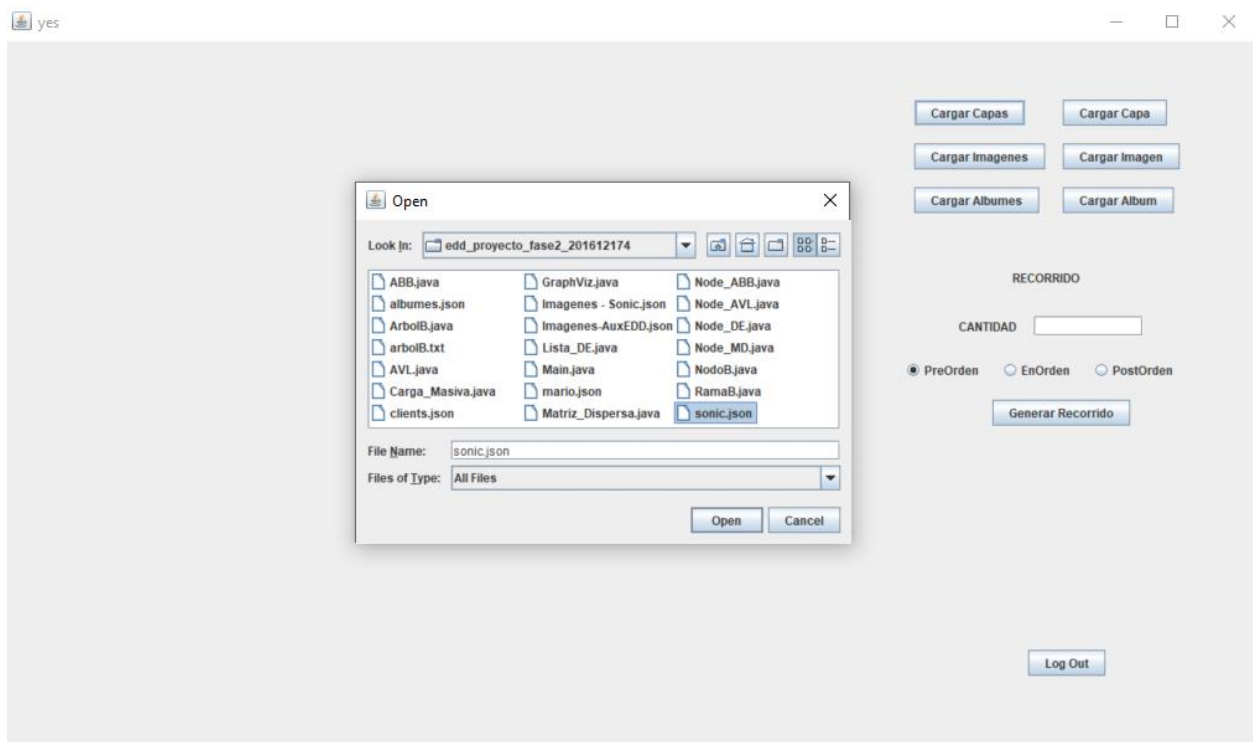 yes
Cargar Capas Cargar Capa
Cargar Imagenes Cargar Imagen
Cargar Albumes Cargar Album
Open
Look In: edd_proyecto_fase2_201612174
ABB.java GraphViz.java Node_ABB.java
albumes.json Imagenes - Sonic.json Node_AVL.java
ArbolB.java Imagenes-AuxEDD.json Node_DE.java
arbolB.txt Lista_DE.java Node_MD.java
AVL.java Main.java NodoB.java
Carga_Masiva.java mario.json RamaB.java
clients.json Matriz_Dispersa.java sonic.json
File Name: sonic.json
Files of Type: All Files
Open Cancel
RECORRIDO
CANTIDAD
PreOrden EnOrden PostOrden
Generar Recorrido
Log Out